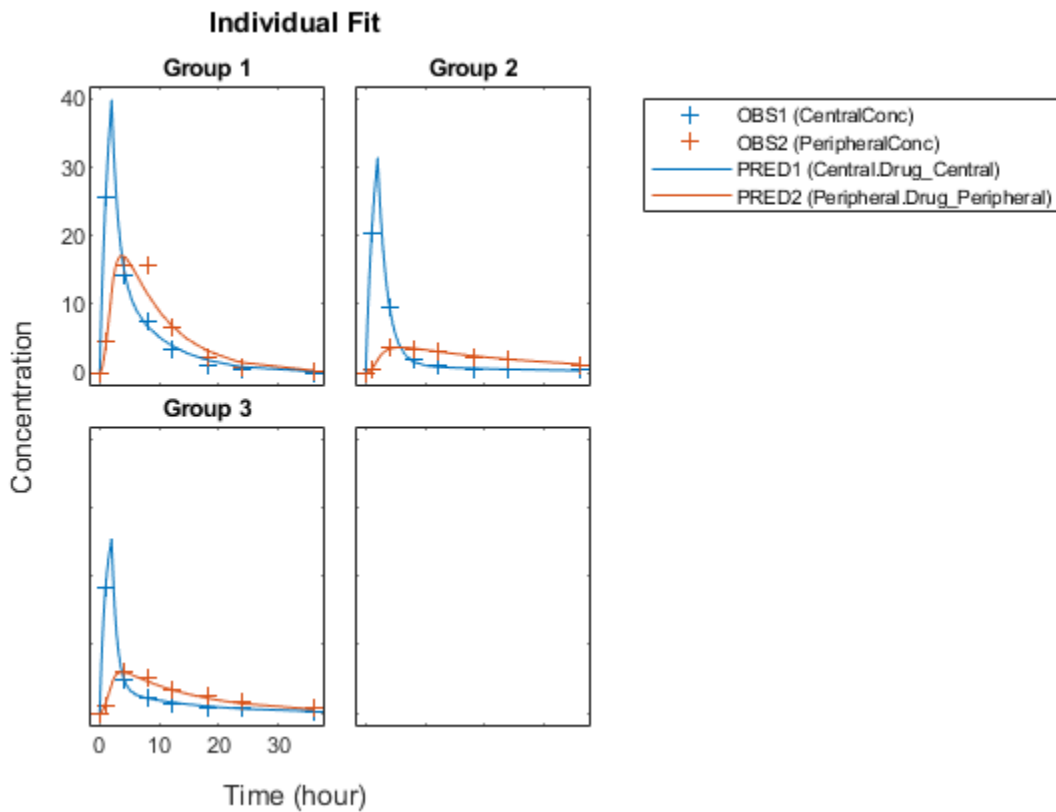 Individual Fit
Group 1
Group 2
OBS1 (CentralConc)
OBS2 (PeripheralConc)
PRED1 (Central.Drug_Central)
PRED2 (Peripheral.Drug_Peripheral)
40
30
20
10
0
Concentration
Group 3
0
10
20
30
Time (hour)